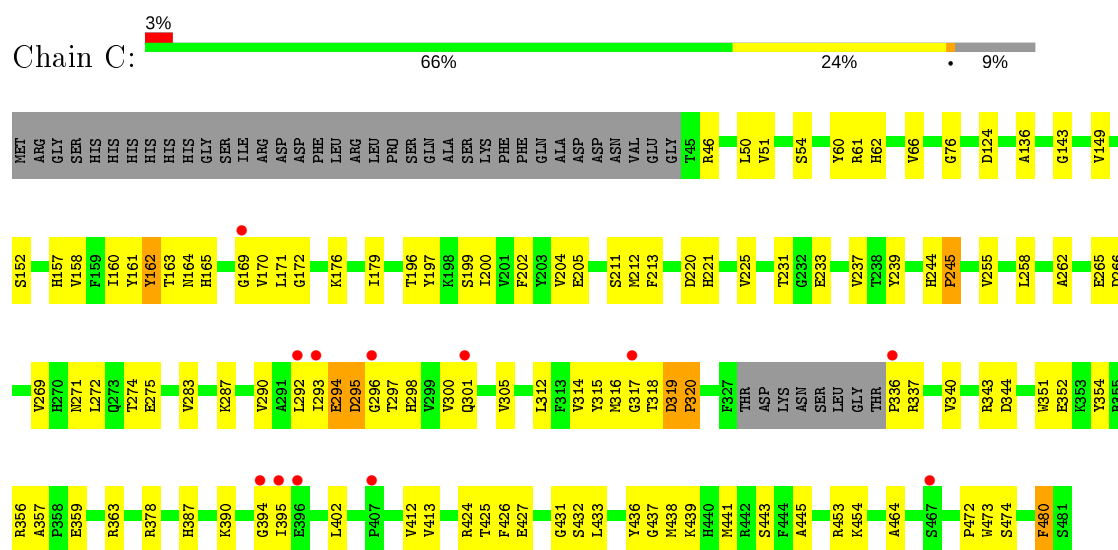 3%
Chain C:
66% 24% • 9%
MET ARG GLY SER HIS HIS HIS HIS HIS HIS HIS GLY SER ILE ARG ASP ASP PHE LEU ARG LEU PRO SER GLN ALA SER LYS PHE PHE GLN ALA ASP ASP ASN VAL GLU GLY T45 R46 L50 V51 S54 Y60 R61 H62 V66 G76 D124 A136 G143 V149
S152 H157 V158 F159 I160 Y161 Y162 T163 N164 H165 G169 V170 L171 G172 K176 I179 T196 Y197 K198 S199 I200 V201 F202 Y203 V204 E205 S211 M212 F213 D220 H221 V225 T231 G232 E233 V237 T238 Y239 H244 P245 V255 L258 A262 E265 D266
V269 H270 N271 L272 Q273 T274 E275 V283 K287 V290 A291 L292 I293 E294 D295 G296 T297 H298 V299 V300 Q301 V305 L312 F313 V314 Y315 M316 G317 T318 D319 P320 F327 THR ASP LYS ASN SER LEU GLY THR P336 R337 V340 R343 D344 W351 E352 K353 Y354 R355
R356 A357 P358 E359 R363 R378 H387 K390 G394 I395 E396 L402 P407 V412 V413 R424 T425 F426 E427 G431 S432 L433 Y436 G437 M438 K439 H440 M441 R442 S443 F444 A445 R453 K454 A464 S467 P472 W473 S474 F480 S481